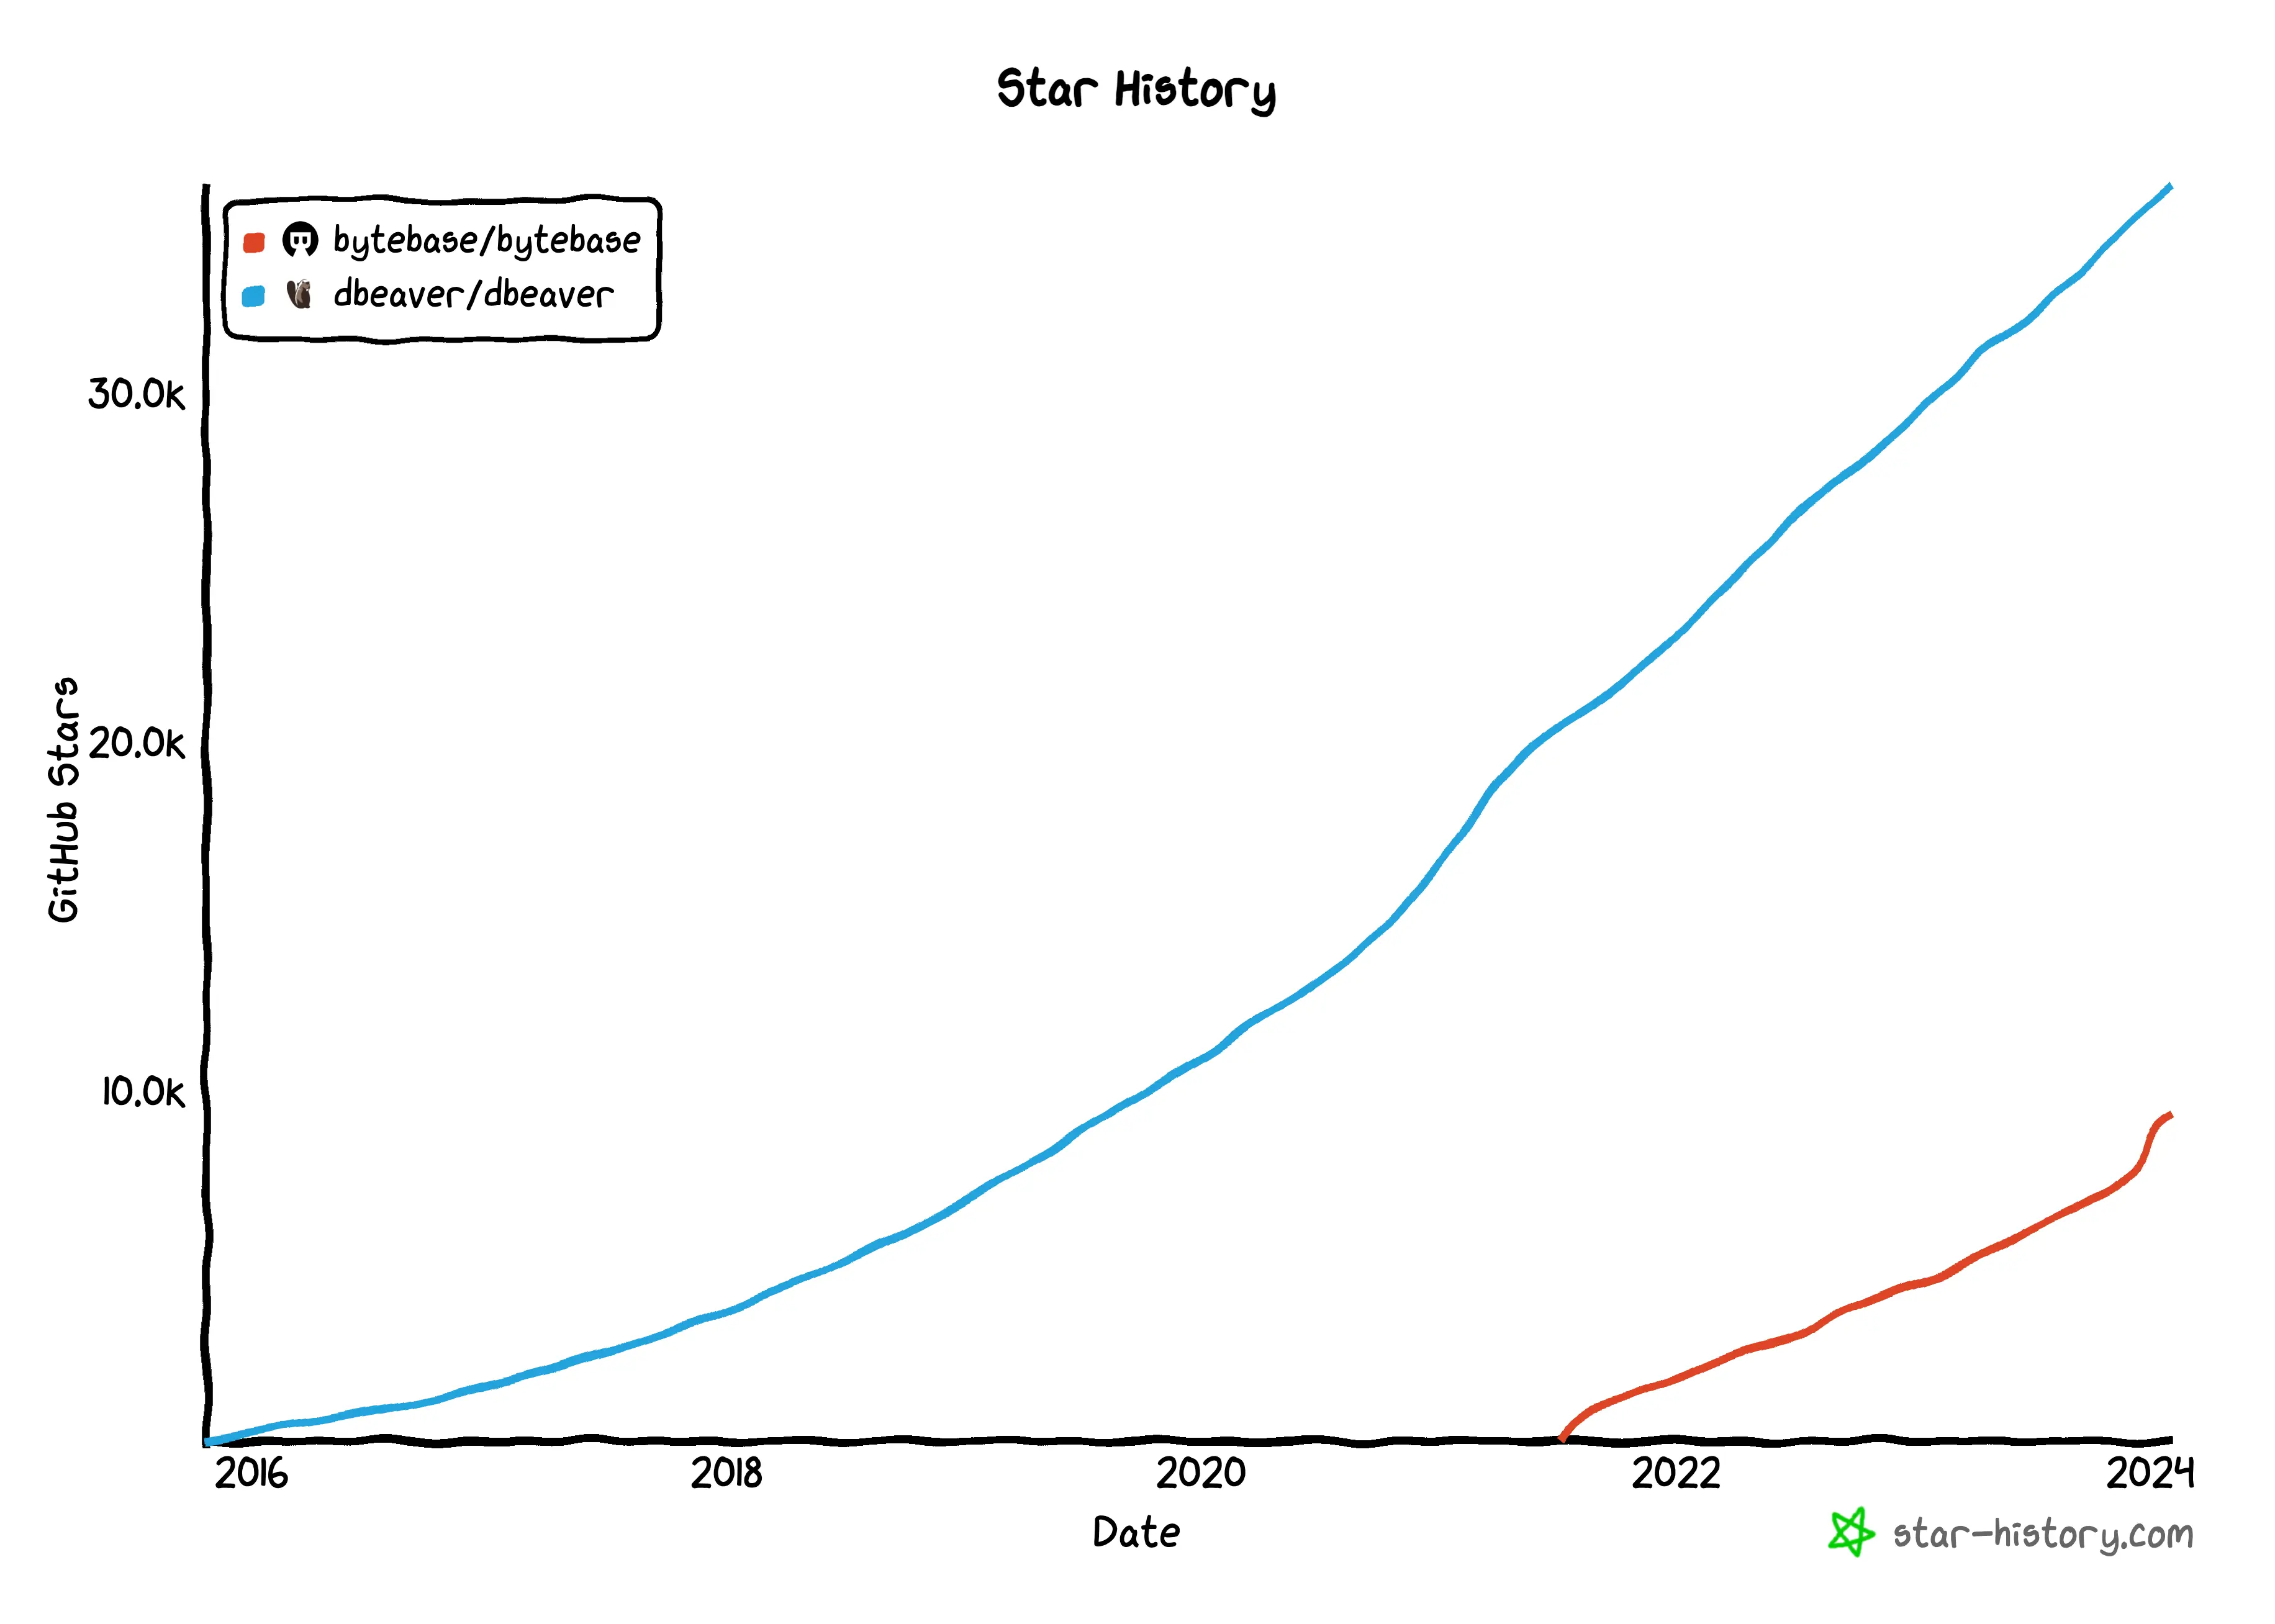 Star History
bytebase/bytebase
dbeaver/dbeaver
30.0k
20.0k
10.0k
GitHub Stars
2016
2018
2020
2022
2024
Date
star-history.com